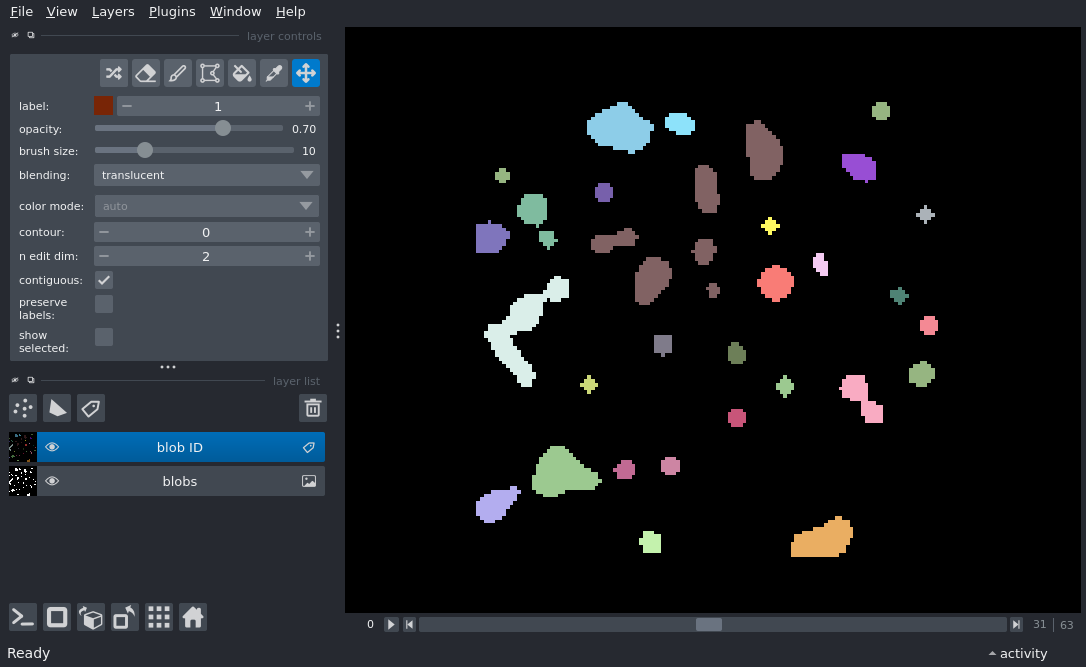 File View Layers Plugins Window Help
layer controls
label: 1
opacity: 0.70
brush size: 10
blending: translucent
color mode: auto
contour: 0
n edit dim: 2
contiguous:
preserve
labels:
show
selected:
layer list
blob ID
blobs
0 31 | 63
Ready activity